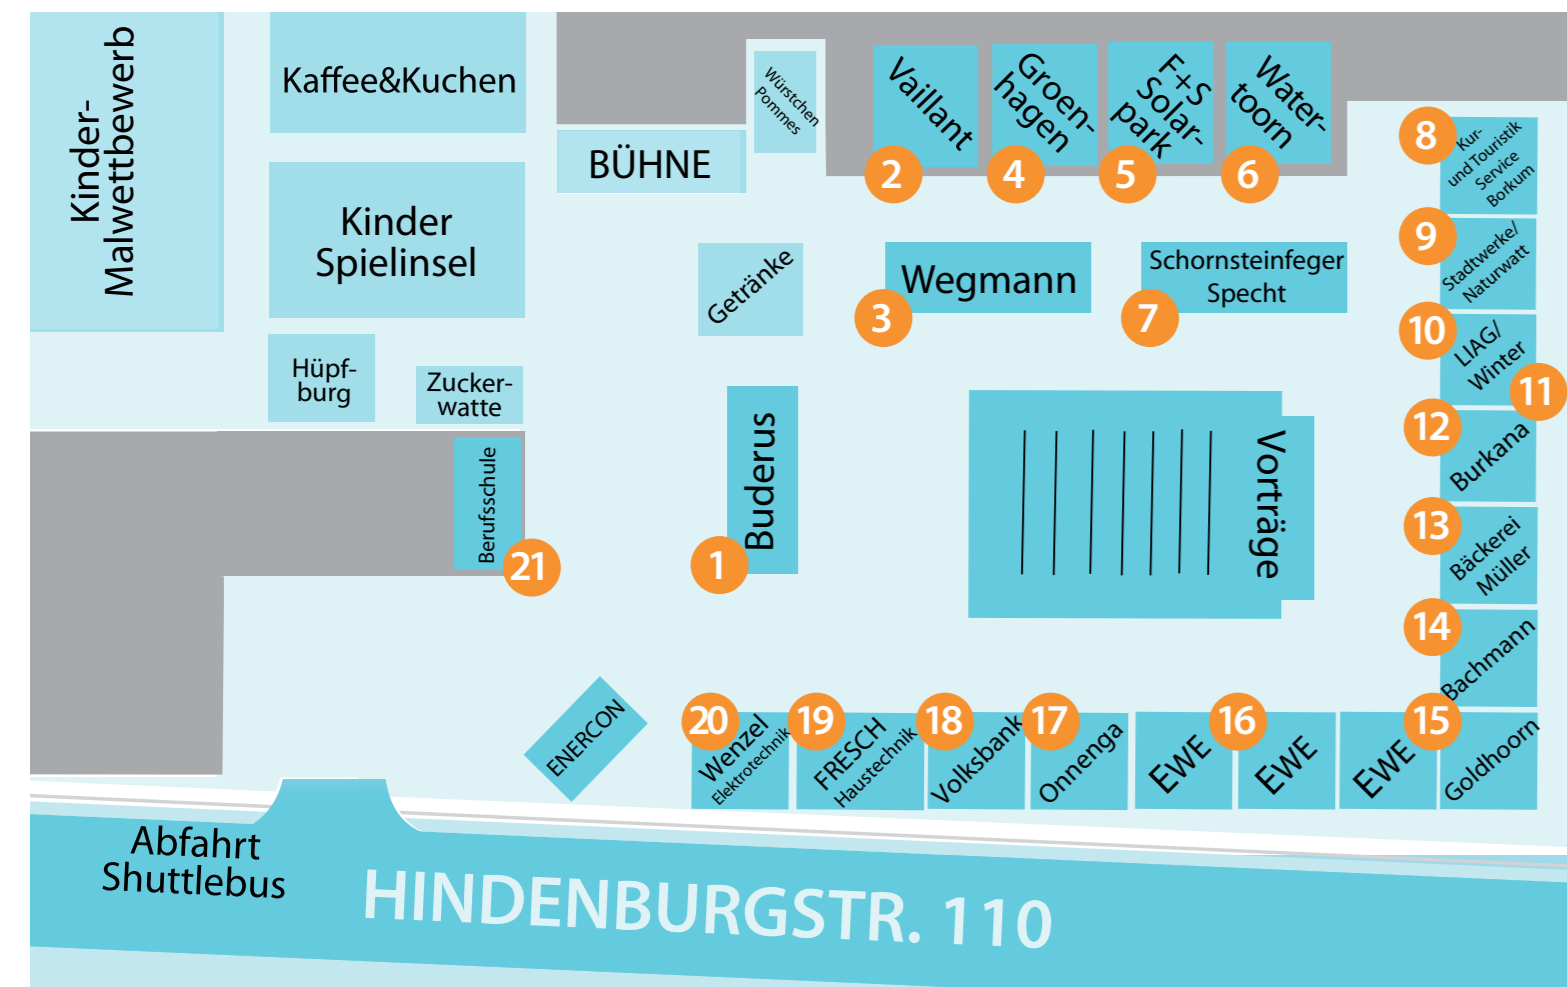 Kinder-
Malwettbewerb
Kaffee&Kuchen
Kinder
Spielinsel
Hüpf-
burg
Zucker-
watte
BÜHNE
Würstchen
Pommes
Getränke
Vaillant
2
Groen-
hagen
4
F+S
Solar-
park
5
Water-
toorn
6
Wegmann
3
Schornsteinfeger
Specht
7
8
Kur-
und Touristik
Service
Borkum
9
Stadtwerke/
Naturwatt
10
LIAG/
Winter
11
12
Burkana
13
Bäckerei
Müller
14
Bachmann
15
Goldhoorn
Vorträge
Buderus
1
Berufsschule
21
ENERCON
20
Wenzel
Elektrotechnik
19
FRESCH
Haustechnik
18
Volksbank
17
Onnenga
16
EWE
EWE
EWE
Abfahrt
Shuttlebus
HINDENBURGSTR. 110